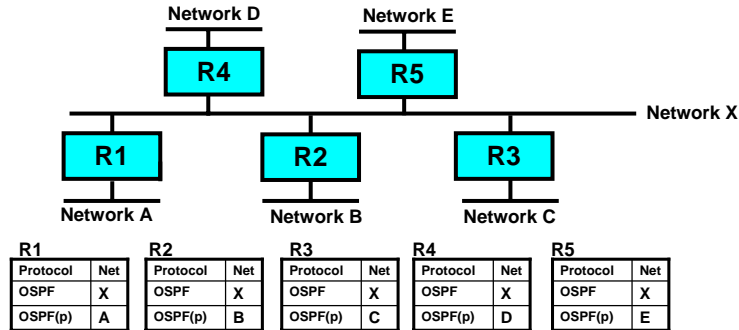 Network D Network E
R4 R5
Network X
R1 R2 R3
Network A Network B Network C
R1 R2 R3 R4 R5
Protocol Net Protocol Net Protocol Net Protocol Net Protocol Net
OSPF X OSPF X OSPF X OSPF X OSPF X
OSPF(p) A OSPF(p) B OSPF(p) C OSPF(p) D OSPF(p) E